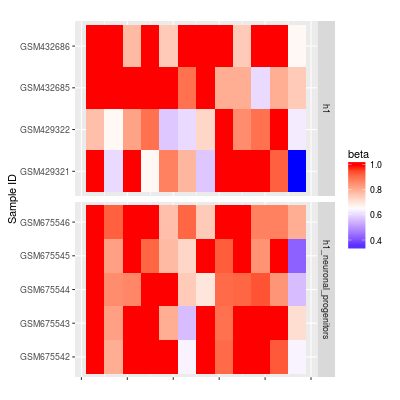 Sample ID
GSM432686
GSM432685
GSM429322
GSM429321
h1
GSM675546
GSM675545
GSM675544
GSM675543
GSM675542
h1_neuronal_progenitors
beta
1.0
0.8
0.6
0.4